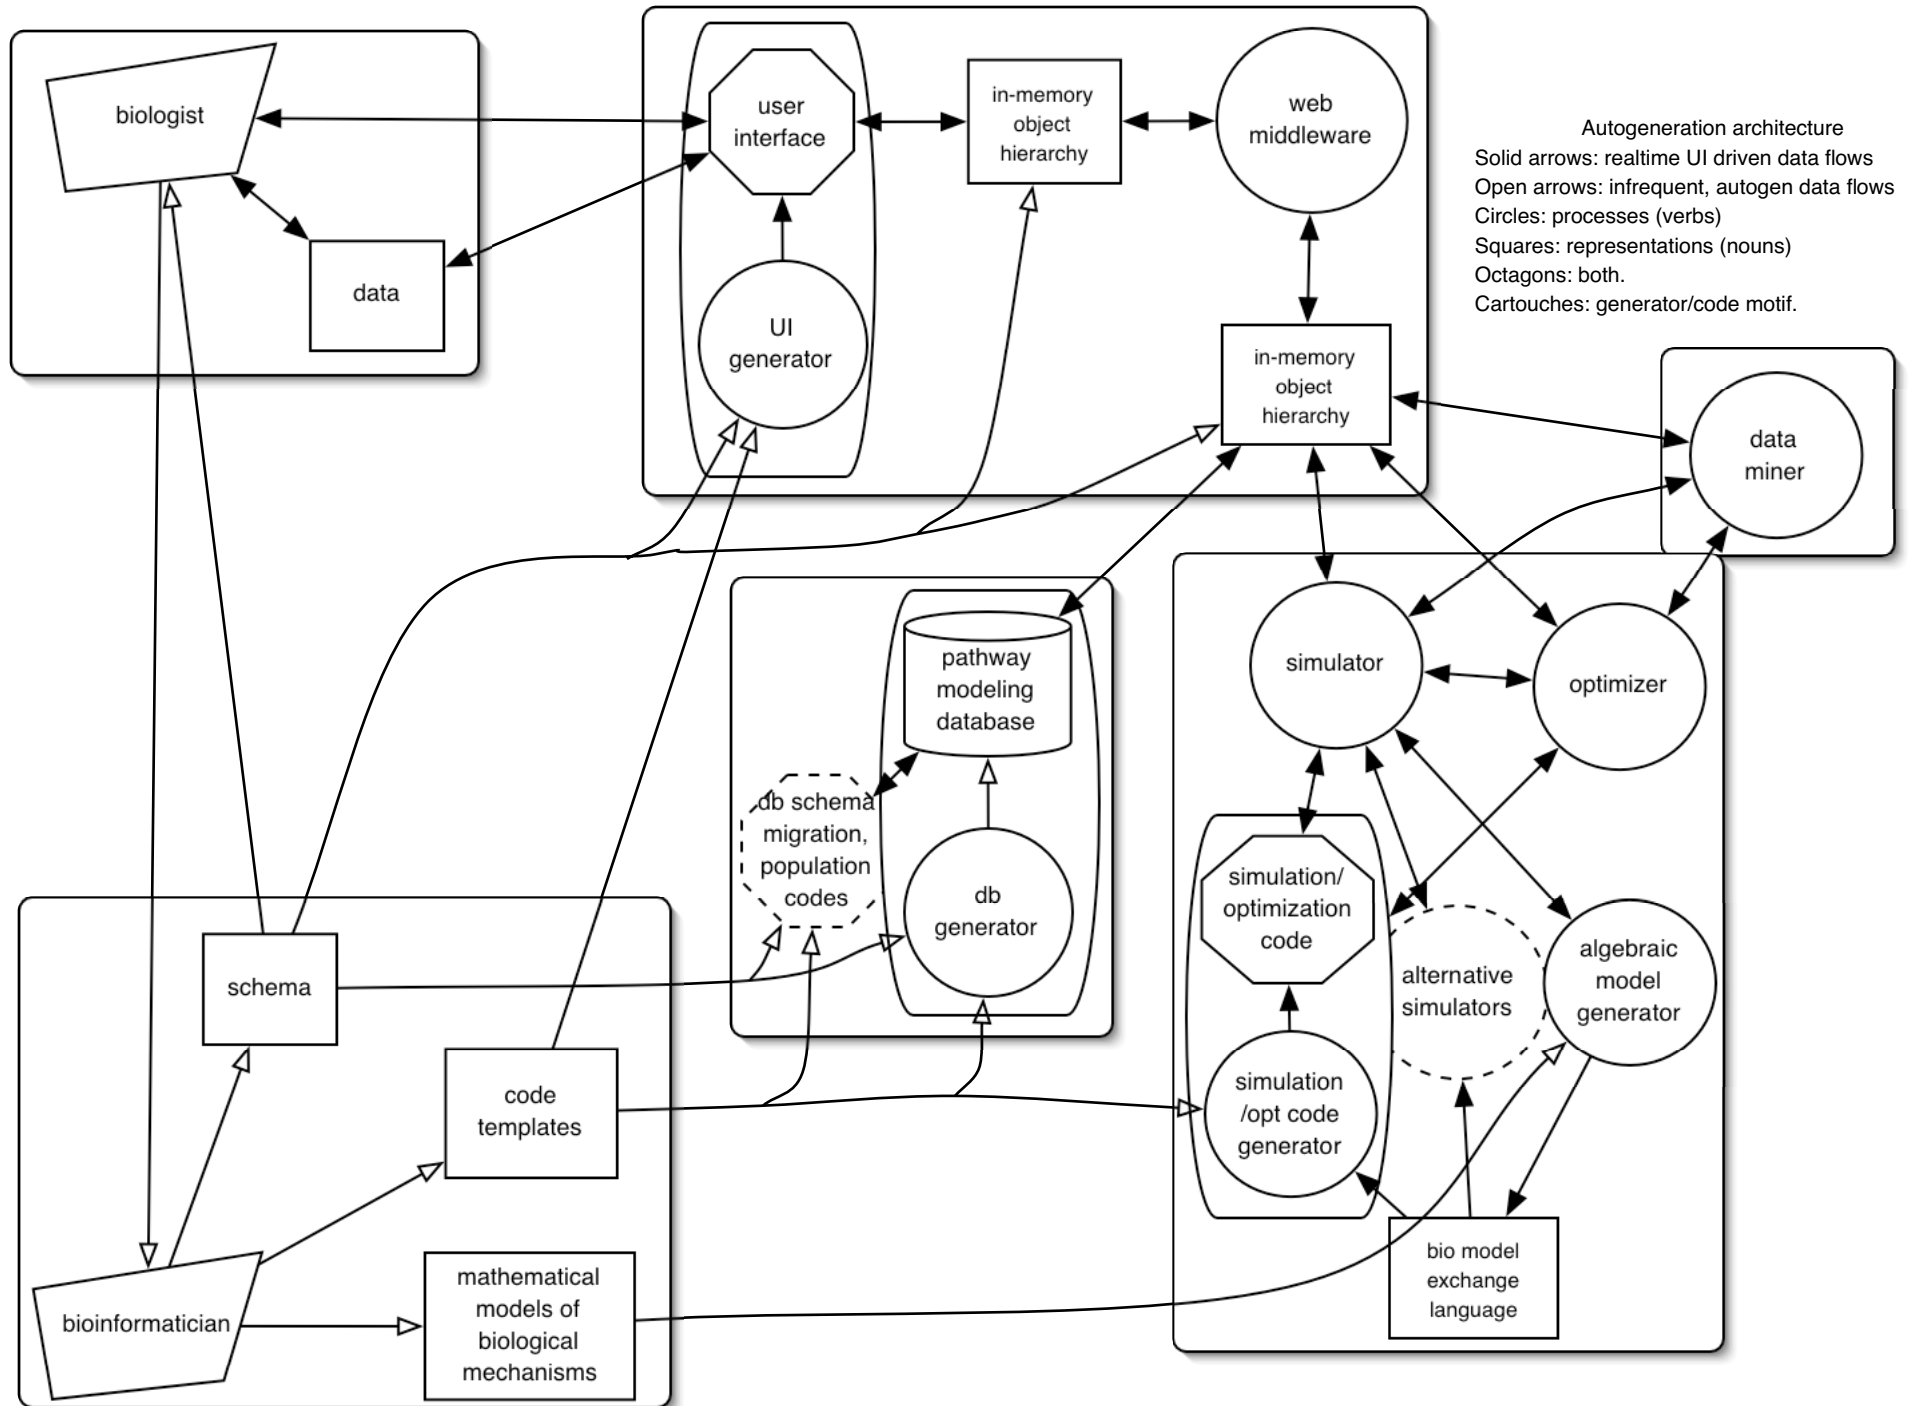 biologist
data
user
interface
UI
generator
in-memory
object
hierarchy
web
middleware
in-memory
object
hierarchy
Autogeneration architecture
Solid arrows: realtime UI driven data flows
Open arrows: infrequent, autogen data flows
Circles: processes (verbs)
Squares: representations (nouns)
Octagons: both.
Cartouches: generator/code motif.
data
miner
pathway
modeling
database
db schema
migration,
population
codes
db
generator
simulator
optimizer
simulation/
optimization
code
alternative
simulators
algebraic
model
generator
simulation
/opt code
generator
bio model
exchange
language
schema
code
templates
bioinformatician
mathematical
models of
biological
mechanisms